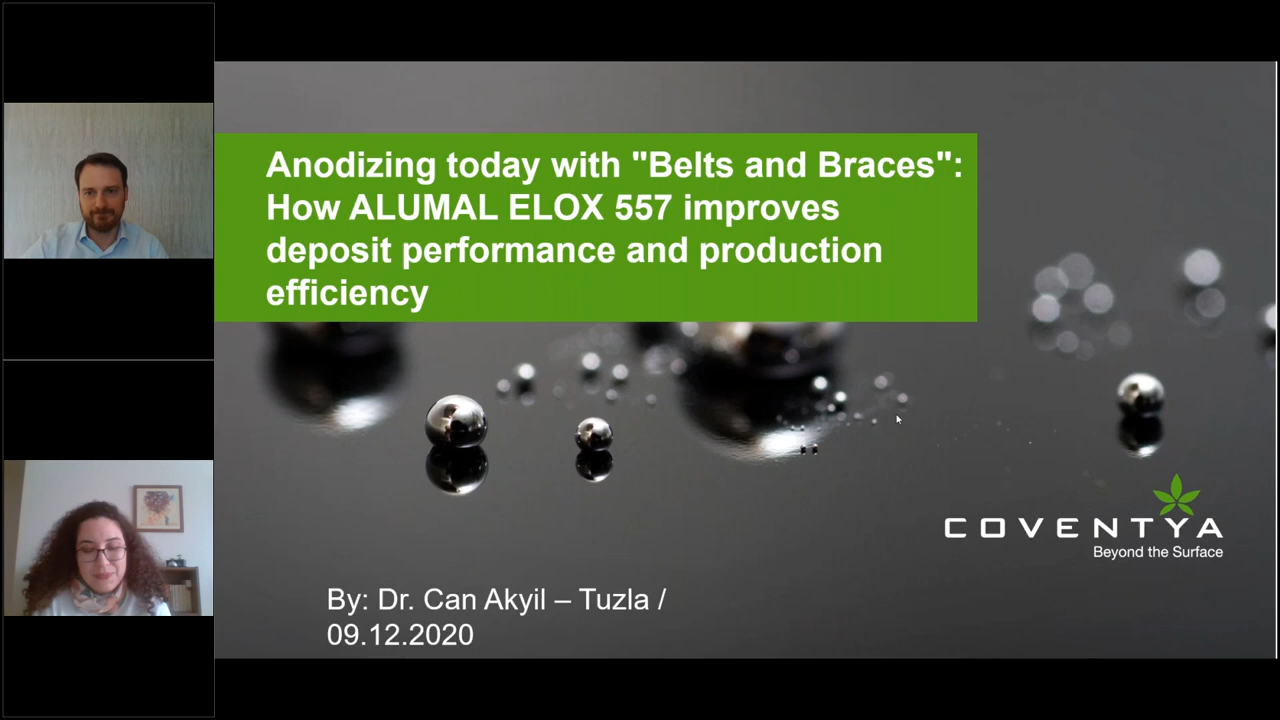 Anodizing today with "Belts and Braces":
How ALUMAL ELOX 557 improves
deposit performance and production
efficiency
COVENTYA
Beyond the Surface
By: Dr. Can Akyil – Tuzla /
09.12.2020